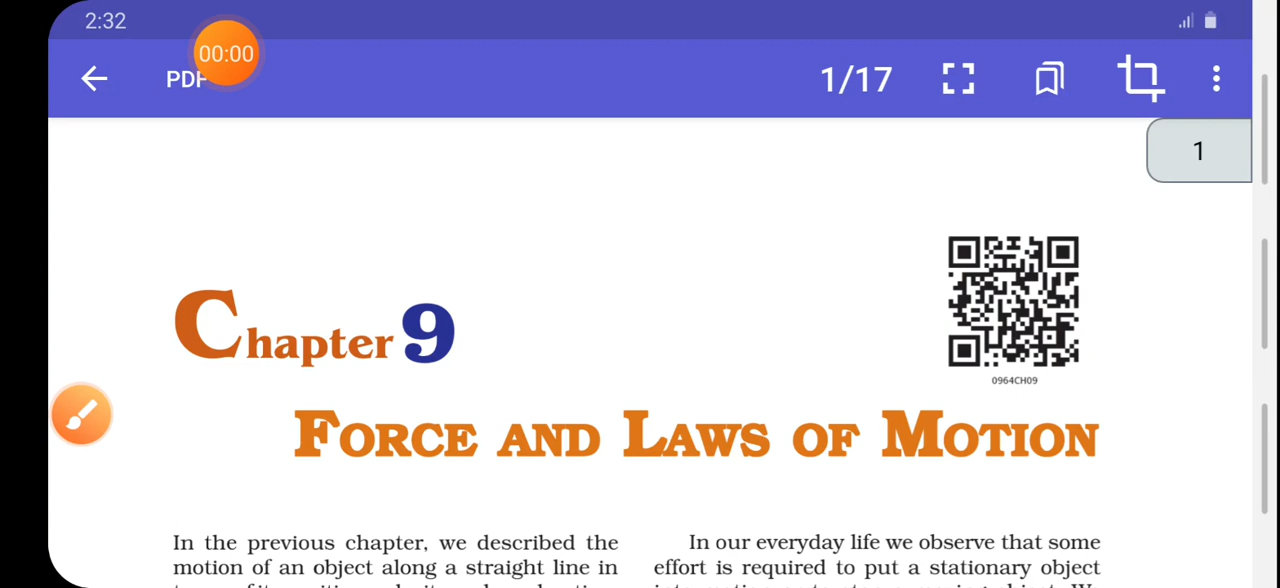 2:32
00:00
PDF
1/17
1
0964CH09
Chapter 9
FORCE AND LAWS OF MOTION
In the previous chapter, we described the
motion of an object along a straight line in
In our everyday life we observe that some
effort is required to put a stationary object